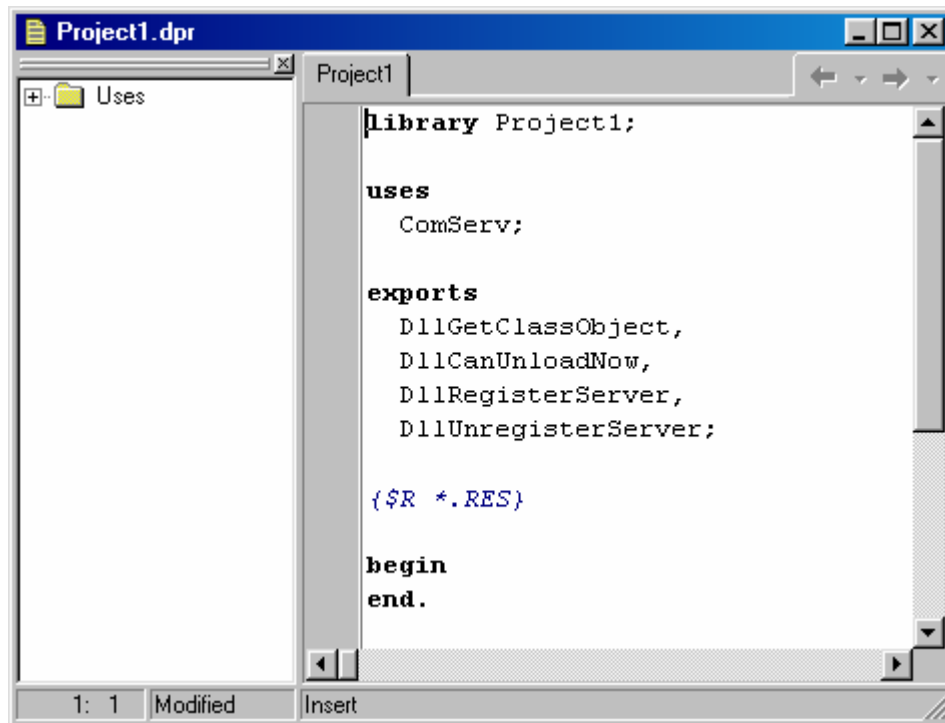 Project1.dpr
Uses
Project1
library Project1;
uses
ComServ;
exports
DllGetClassObject,
DllCanUnloadNow,
DllRegisterServer,
DllUnregisterServer;
{$R *.RES}
begin
end.
1: 1 Modified Insert